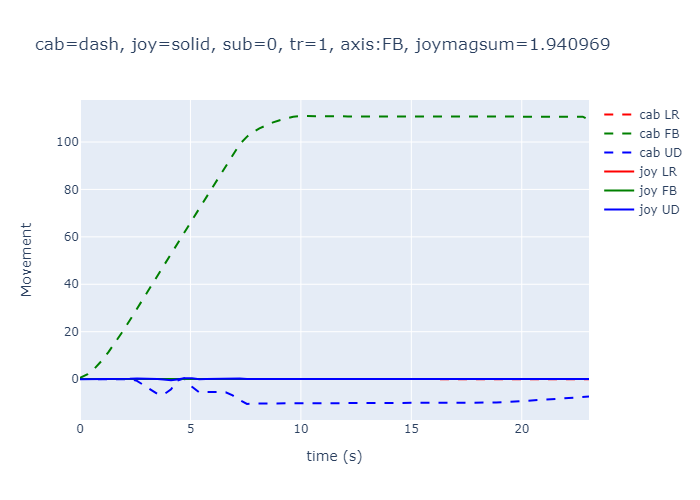 cab=dash, joy=solid, sub=0, tr=1, axis:FB, joymagsum=1.940969
cab LR
cab FB
cab UD
joy LR
joy FB
joy UD
Movement
100
80
60
40
20
0
0 5 10 15 20
time (s)